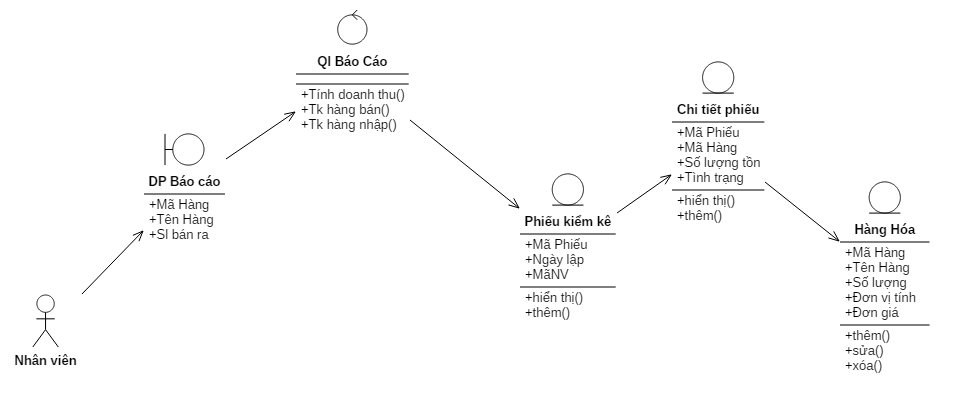 Ql Báo Cáo
+Tính doanh thu()
+Tk hàng bán()
+Tk hàng nhập()
Chi tiết phiếu
+Mã Phiếu
+Mã Hàng
+Số lượng tồn
+Tình trạng
+hiển thị()
+thêm()
DP Báo cáo
+Mã Hàng
+Tên Hàng
+Sl bán ra
Phiếu kiểm kê
+Mã Phiếu
+Ngày lập
+MãNV
+hiển thị()
+thêm()
Hàng Hóa
+Mã Hàng
+Tên Hàng
+Số lượng
+Đơn vị tính
+Đơn giá
+thêm()
+sửa()
+xóa()
Nhân viên